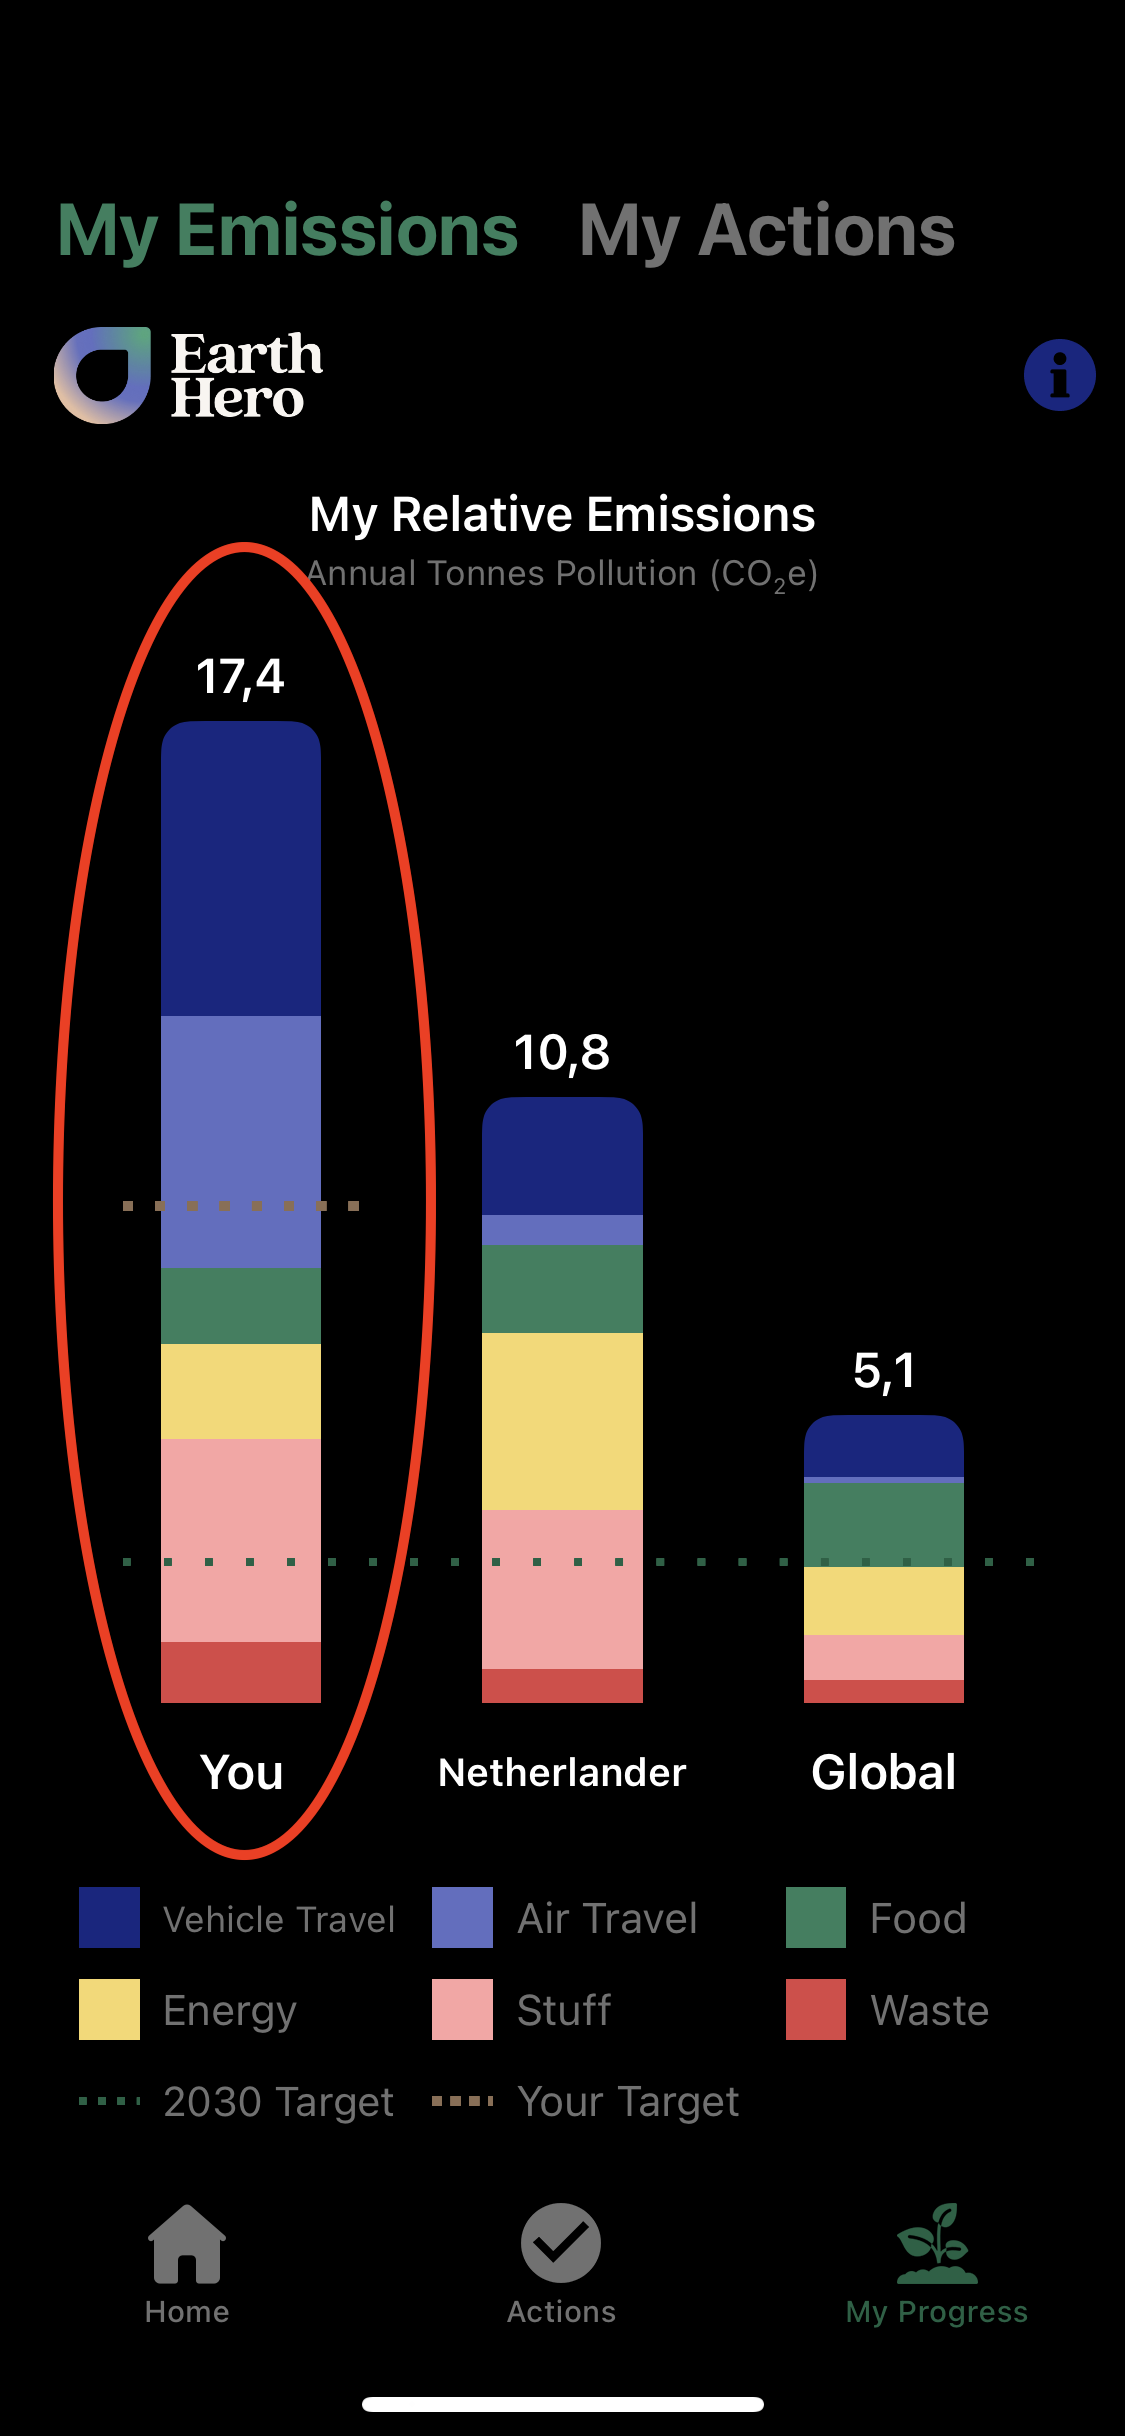 My Emissions My Actions
Earth
Hero
My Relative Emissions
Annual Tonnes Pollution (CO₂e)
17,4
10,8
5,1
You Netherlander Global
Vehicle Travel Air Travel Food
Energy Stuff Waste
2030 Target Your Target
Home Actions My Progress